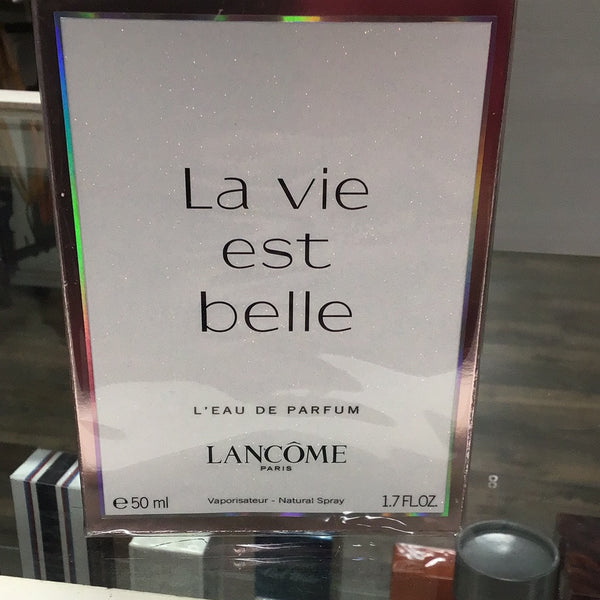 La vie
est
belle
L'EAU DE PARFUM
LANCÔME
PARIS
℮ 50 ml Vaporisateur - Natural Spray 1.7 FL.OZ.